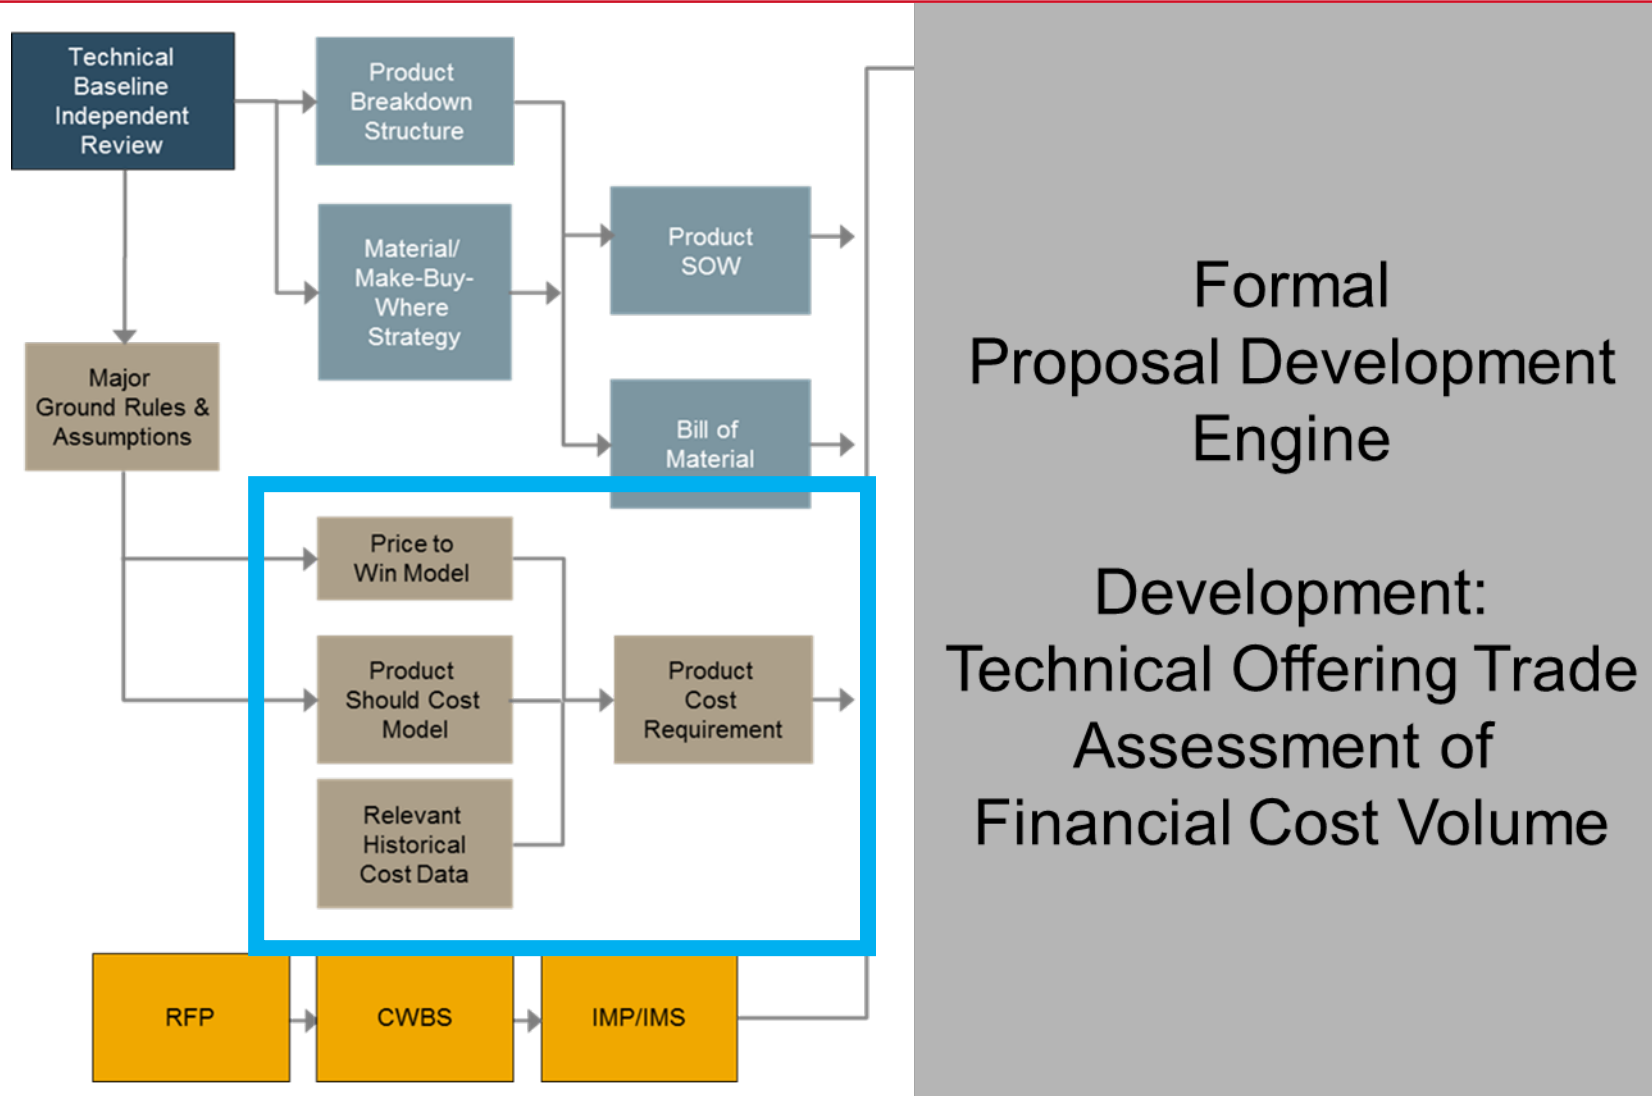 Technical
Baseline
Independent
Review
Product
Breakdown
Structure
Material/
Make-Buy-
Where
Strategy
Product
SOW
Bill of
Material
Major
Ground Rules &
Assumptions
Price to
Win Model
Product
Should Cost
Model
Relevant
Historical
Cost Data
Product
Cost
Requirement
RFP
CWBS
IMP/IMS
Formal
Proposal Development
Engine
Development:
Technical Offering Trade
Assessment of
Financial Cost Volume